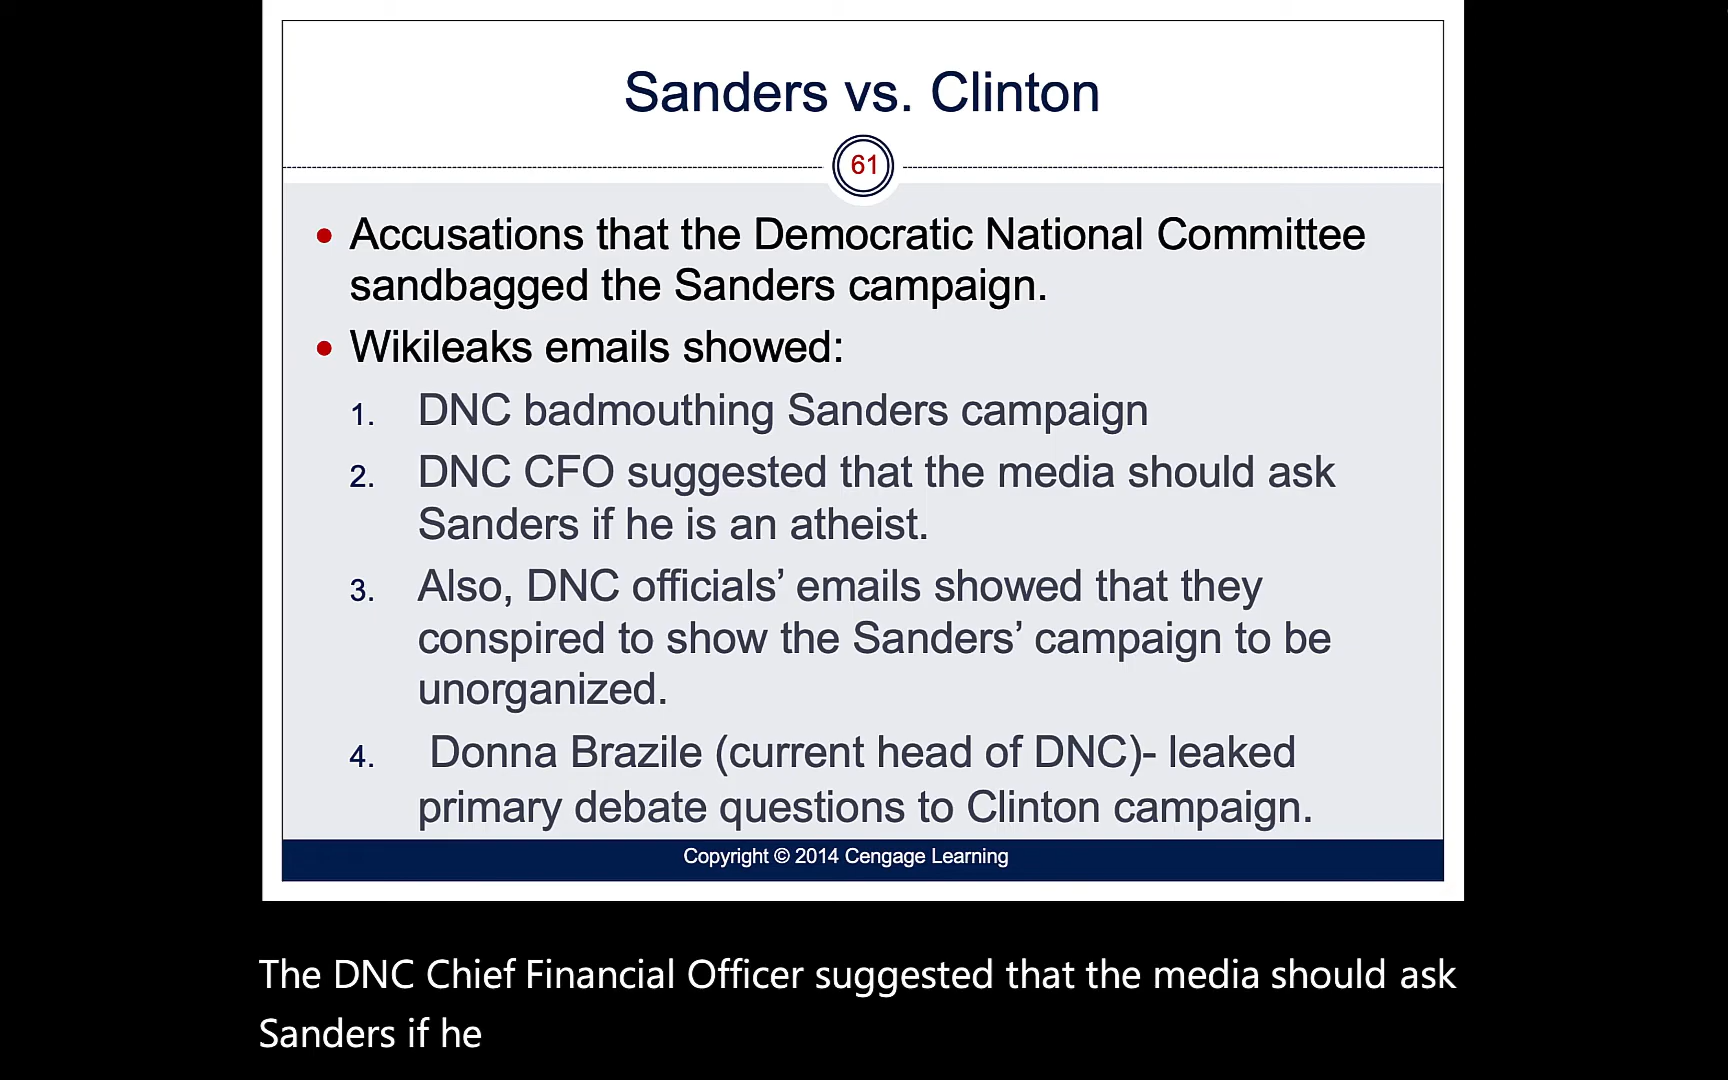 Sanders vs. Clinton
61
• Accusations that the Democratic National Committee
sandbagged the Sanders campaign.
• Wikileaks emails showed:
1. DNC badmouthing Sanders campaign
2. DNC CFO suggested that the media should ask
Sanders if he is an atheist.
3. Also, DNC officials’ emails showed that they
conspired to show the Sanders’ campaign to be
unorganized.
4. Donna Brazile (current head of DNC)- leaked
primary debate questions to Clinton campaign.
Copyright © 2014 Cengage Learning
The DNC Chief Financial Officer suggested that the media should ask
Sanders if he